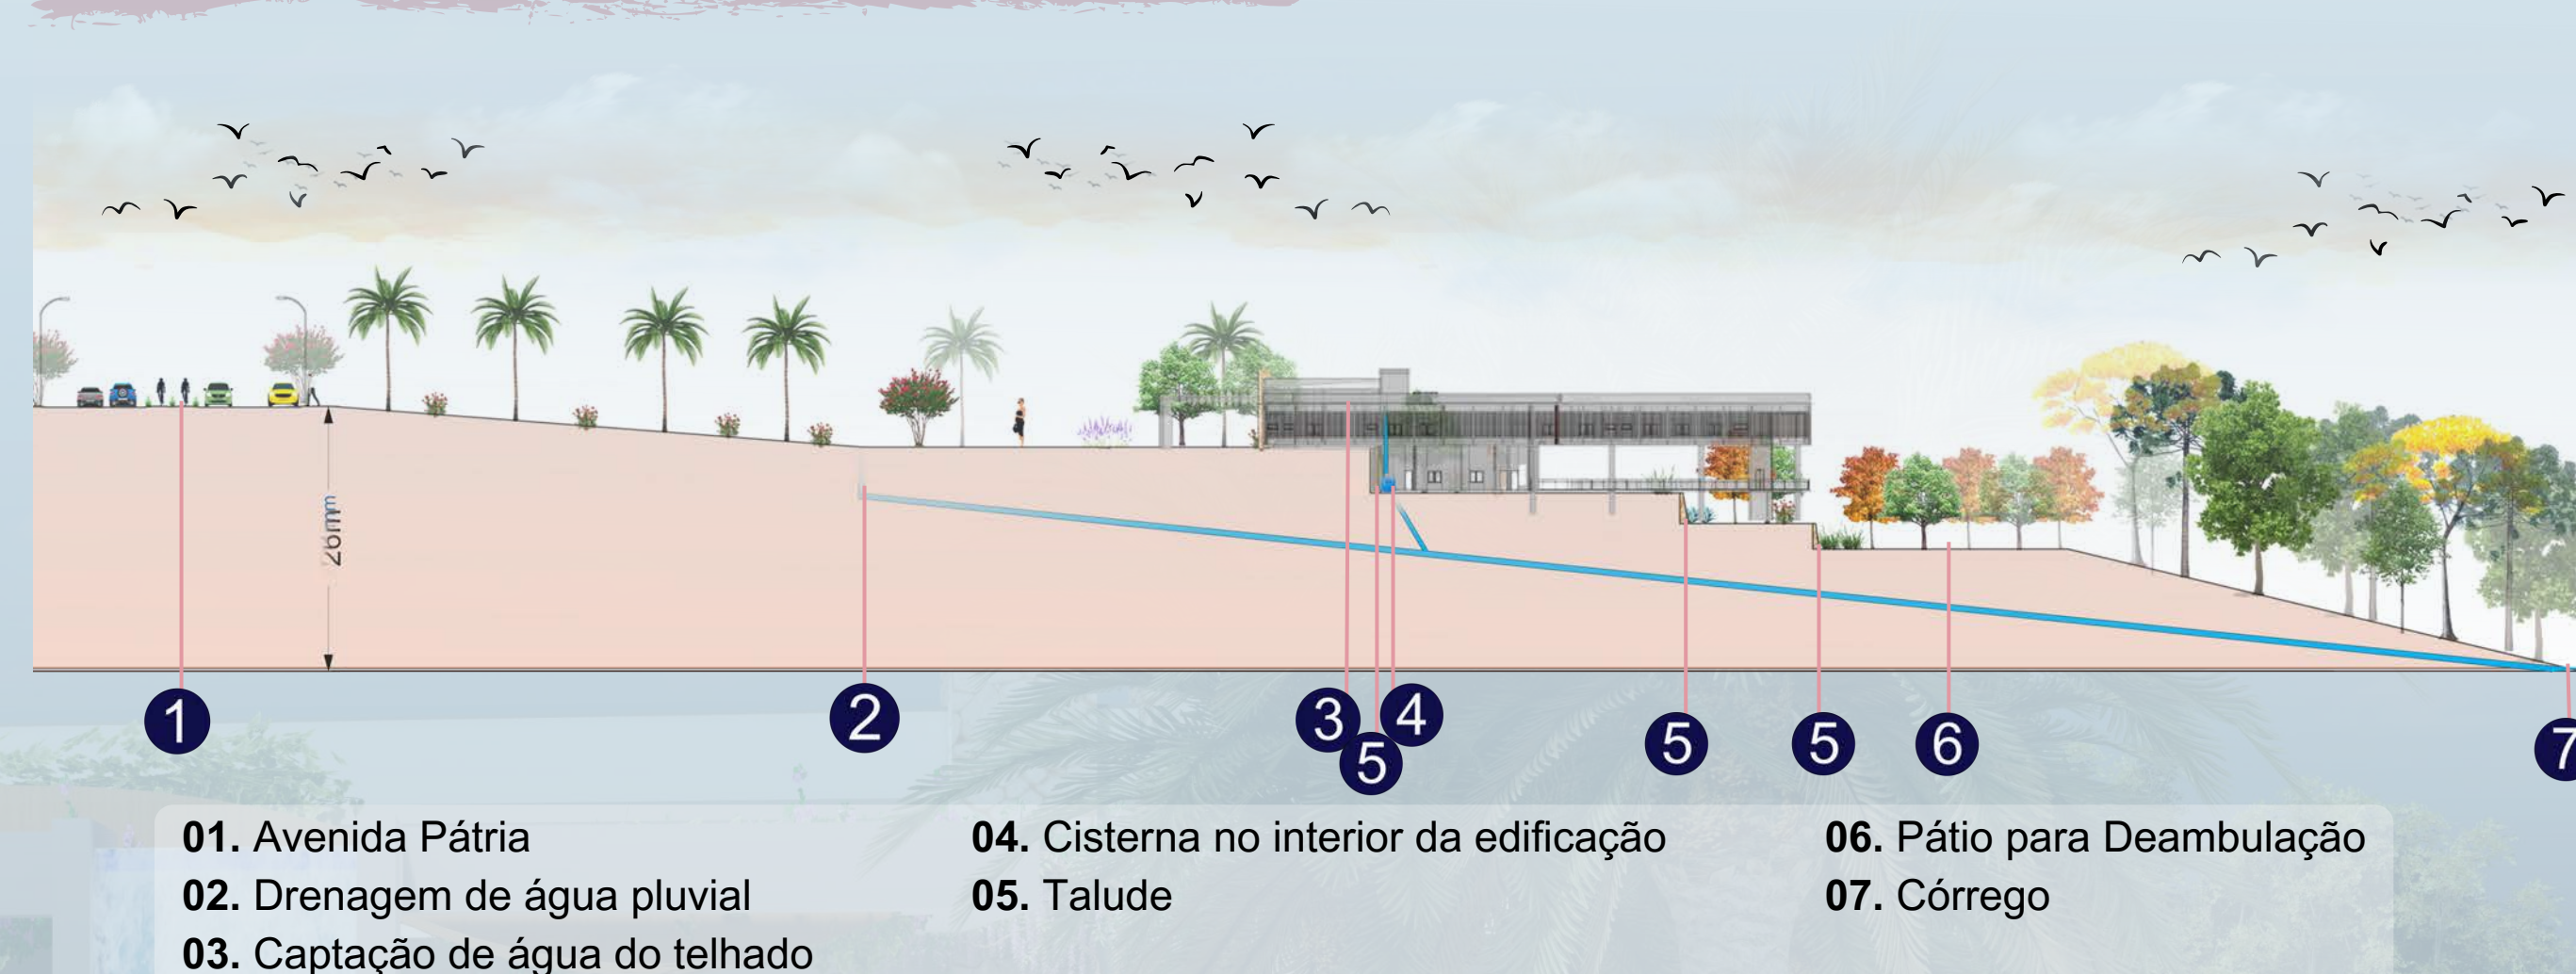 26m
1
2
3
4
5
5
5
6
7
01. Avenida Pátria
02. Drenagem de água pluvial
03. Captação de água do telhado
04. Cisterna no interior da edificação
05. Talude
06. Pátio para Deambulação
07. Córrego